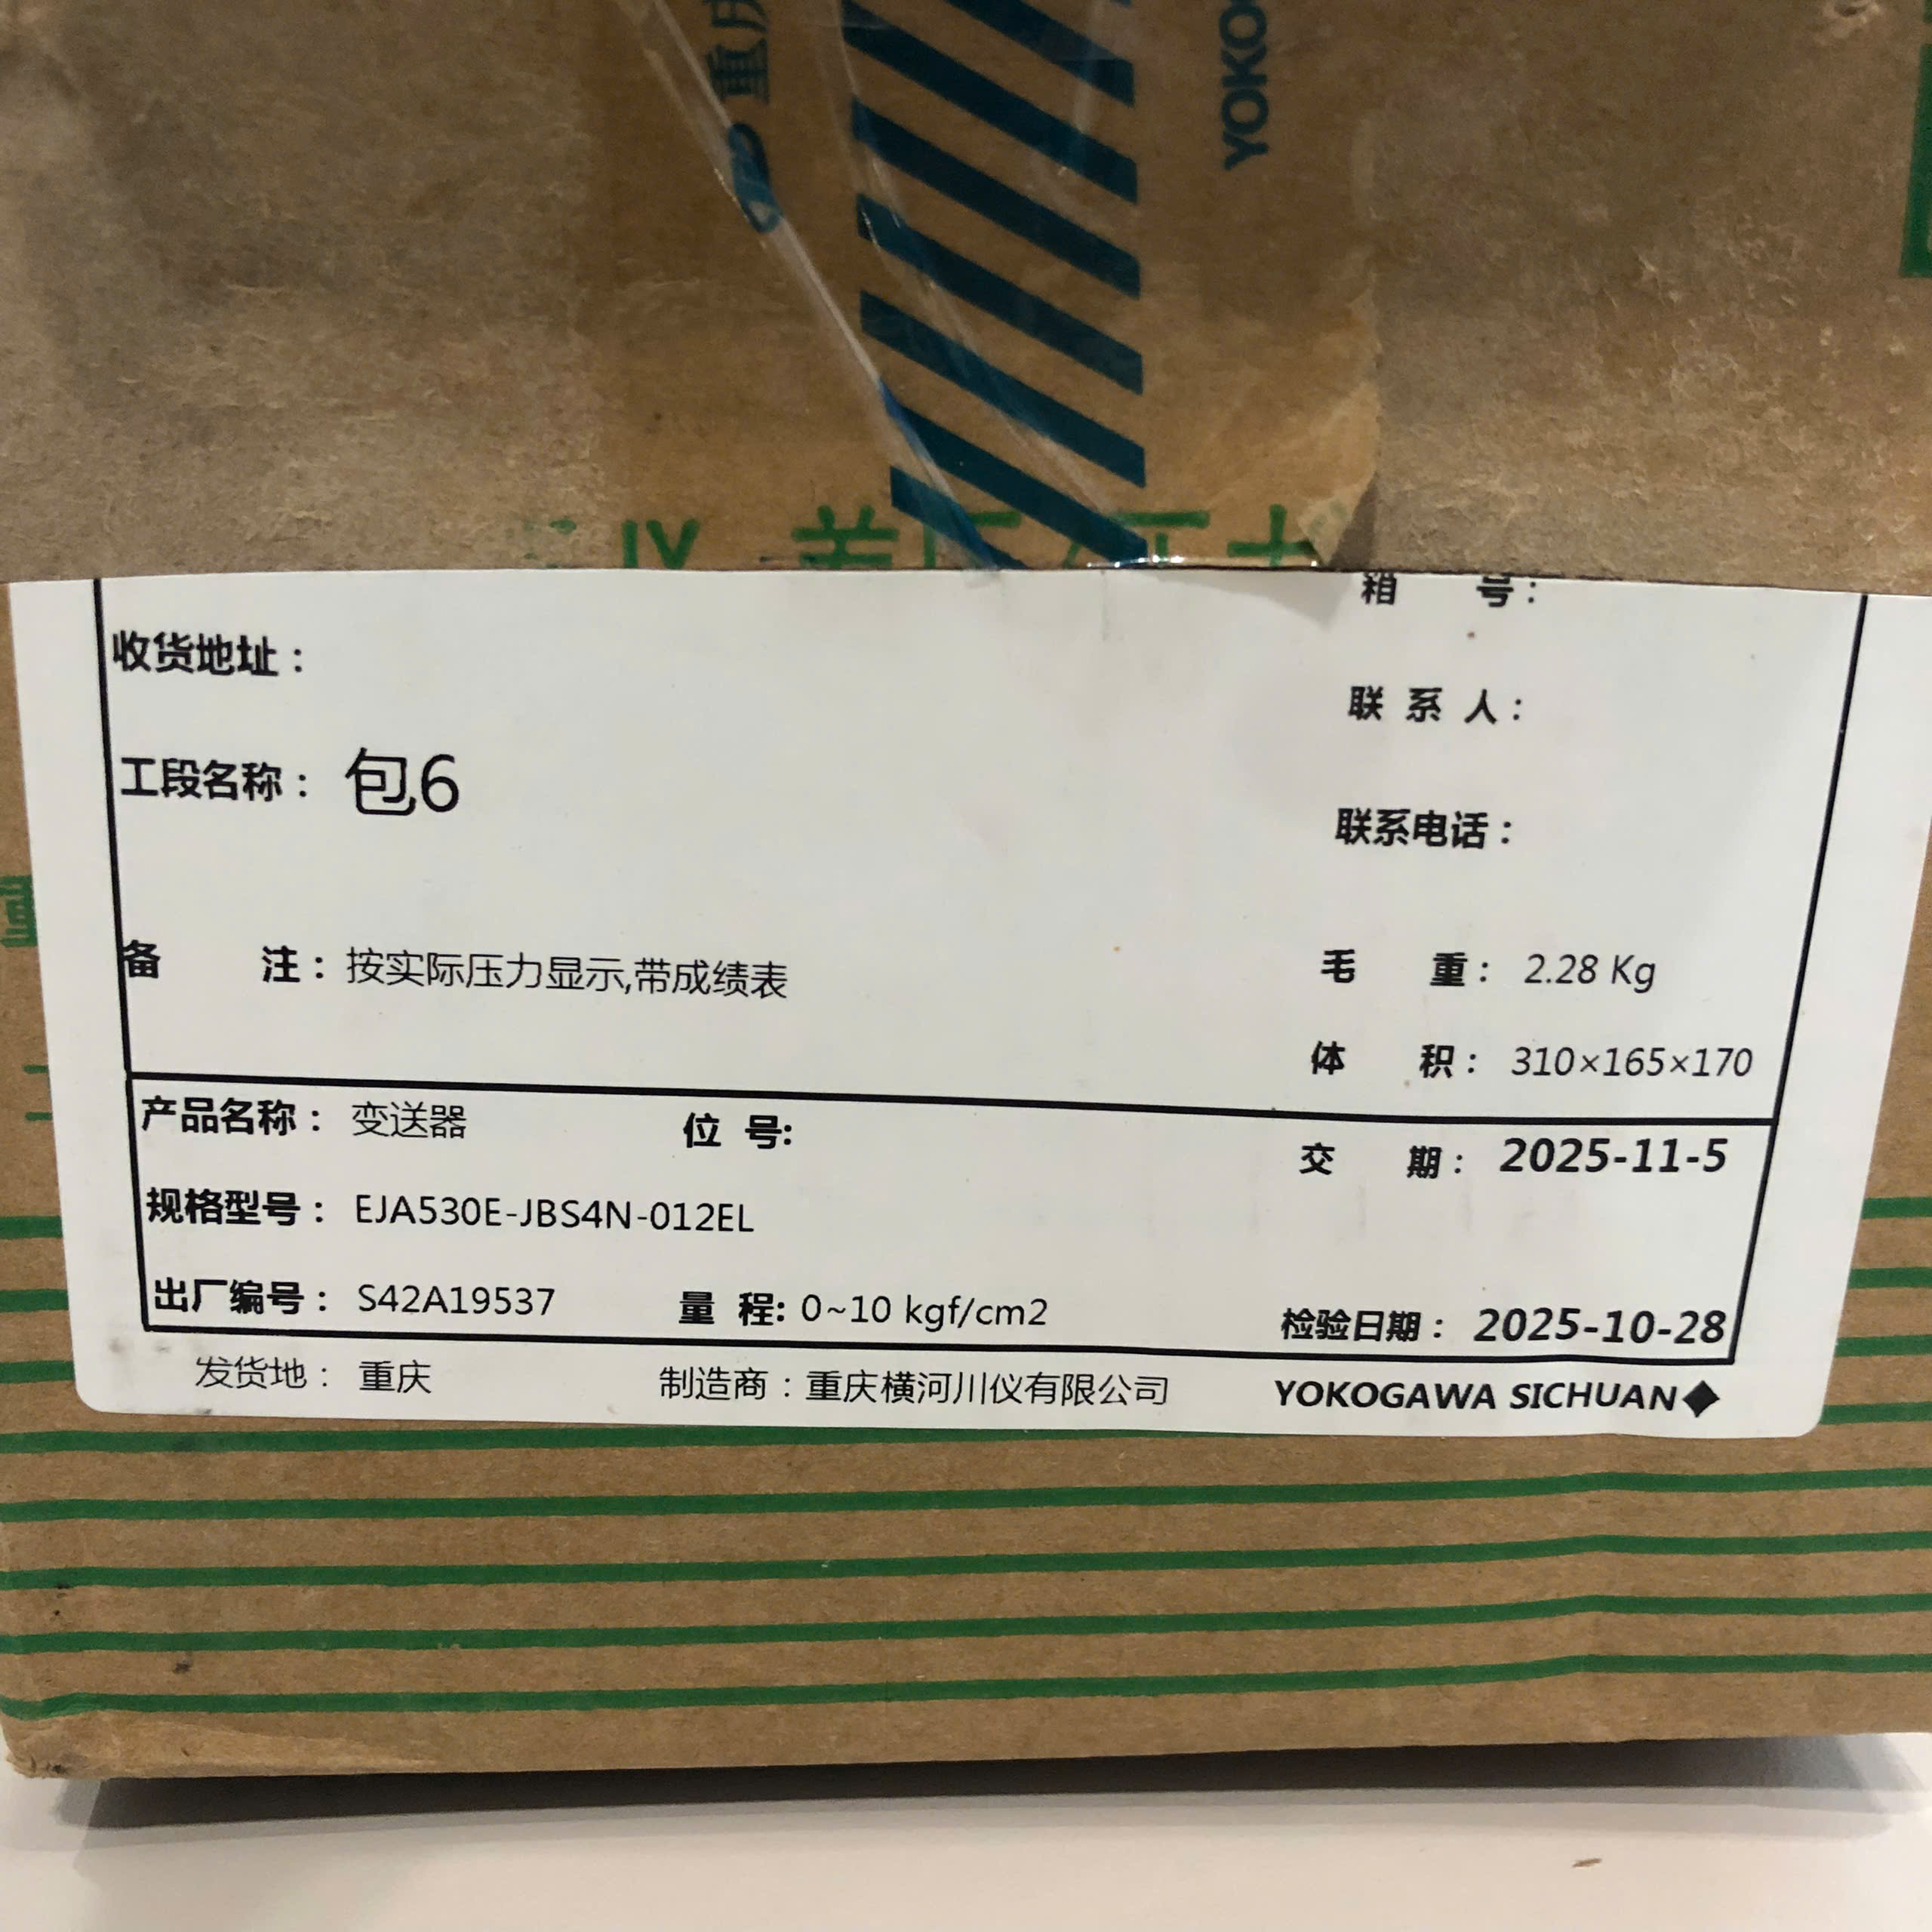 重庆
YOKOG
箱 号：
收货地址：
联 系 人：
工段名称： 包6
联系电话：
备 注：按实际压力显示,带成绩表
毛 重： 2.28 Kg
体 积： 310×165×170
产品名称： 变送器 位 号:
交 期： 2025-11-5
规格型号： EJA530E-JBS4N-012EL
出厂编号： S42A19537 量 程: 0~10 kgf/cm2
检验日期： 2025-10-28
发货地： 重庆 制造商：重庆横河川仪有限公司 YOKOGAWA SICHUAN◆